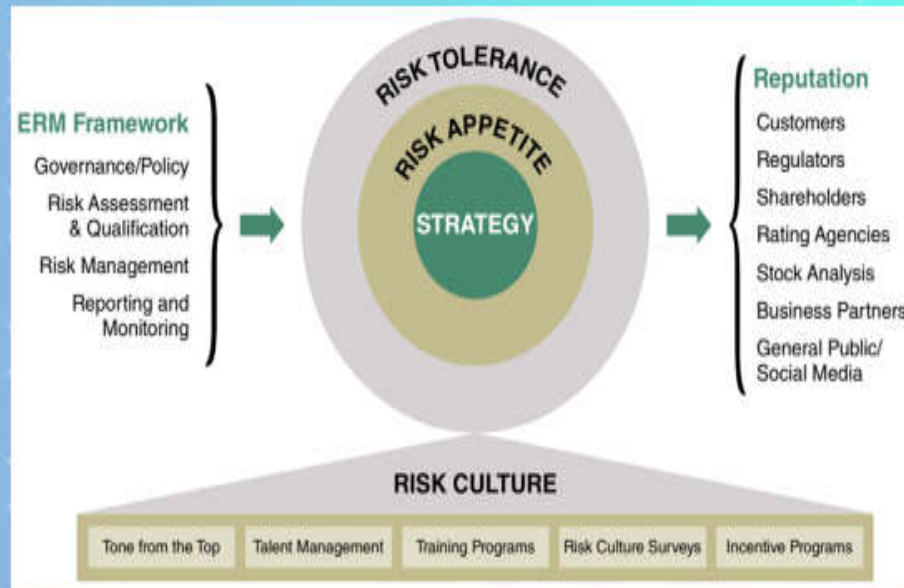 ERM Framework
Governance/Policy
Risk Assessment
& Qualification
Risk Management
Reporting and
Monitoring
RISK TOLERANCE
RISK APPETITE
STRATEGY
Reputation
Customers
Regulators
Shareholders
Rating Agencies
Stock Analysis
Business Partners
General Public/
Social Media
RISK CULTURE
Tone from the Top
Talent Management
Training Programs
Risk Culture Surveys
Incentive Programs